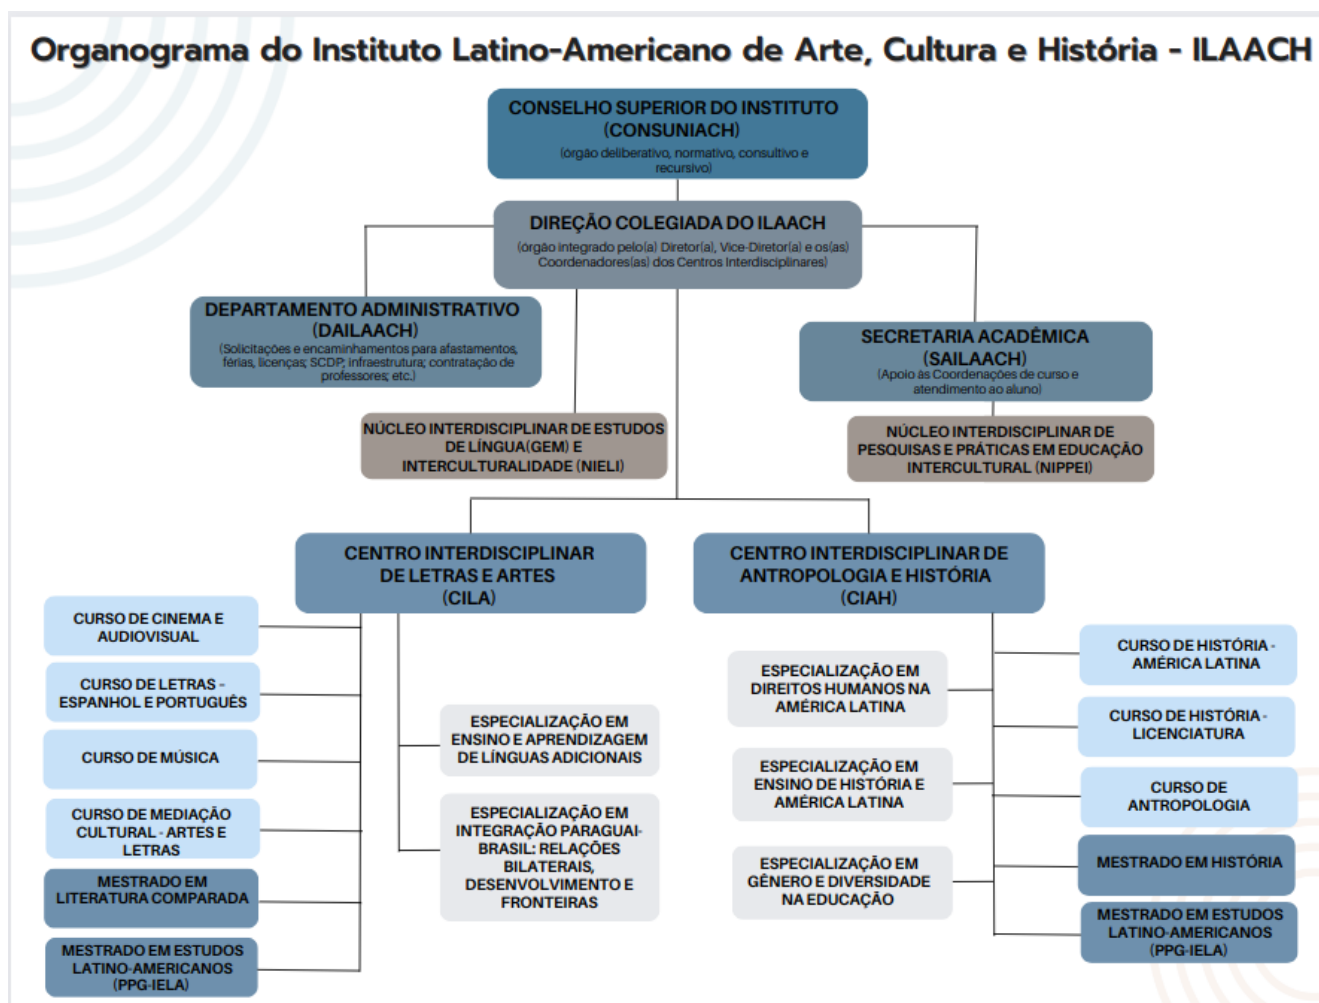 Organograma do Instituto Latino-Americano de Arte, Cultura e História - ILAACH
CONSELHO SUPERIOR DO INSTITUTO
(CONSUNIACH)
(órgão deliberativo, normativo, consultivo e
recursivo)
DIREÇÃO COLEGIADA DO ILAACH
(órgão integrado pelo(a) Diretor(a), Vice-Diretor(a) e os(as)
Coordenadores(as) dos Centros Interdisciplinares)
DEPARTAMENTO ADMINISTRATIVO
(DAILAACH)
(Solicitações e encaminhamentos para afastamentos,
férias, licenças; SCDP; infraestrutura; contratação de
professores; etc.)
SECRETARIA ACADÊMICA
(SAILAACH)
(Apoio às Coordenações de curso e
atendimento ao aluno)
NÚCLEO INTERDISCIPLINAR DE ESTUDOS
DE LÍNGUA(GEM) E
INTERCULTURALIDADE (NIELI)
NÚCLEO INTERDISCIPLINAR DE
PESQUISAS E PRÁTICAS EM EDUCAÇÃO
INTERCULTURAL (NIPPEI)
CENTRO INTERDISCIPLINAR
DE LETRAS E ARTES
(CILA)
CURSO DE CINEMA E
AUDIOVISUAL
CURSO DE LETRAS –
ESPANHOL E PORTUGUÊS
CURSO DE MÚSICA
CURSO DE MEDIAÇÃO
CULTURAL - ARTES E
LETRAS
MESTRADO EM
LITERATURA COMPARADA
MESTRADO EM ESTUDOS
LATINO-AMERICANOS
(PPG-IELA)
ESPECIALIZAÇÃO EM
ENSINO E APRENDIZAGEM
DE LÍNGUAS ADICIONAIS
ESPECIALIZAÇÃO EM
INTEGRAÇÃO PARAGUAI-
BRASIL: RELAÇÕES
BILATERAIS,
DESENVOLVIMENTO E
FRONTEIRAS
CENTRO INTERDISCIPLINAR DE
ANTROPOLOGIA E HISTÓRIA
(CIAH)
ESPECIALIZAÇÃO EM
DIREITOS HUMANOS NA
AMÉRICA LATINA
ESPECIALIZAÇÃO EM
ENSINO DE HISTÓRIA E
AMÉRICA LATINA
ESPECIALIZAÇÃO EM
GÊNERO E DIVERSIDADE
NA EDUCAÇÃO
CURSO DE HISTÓRIA -
AMÉRICA LATINA
CURSO DE HISTÓRIA -
LICENCIATURA
CURSO DE
ANTROPOLOGIA
MESTRADO EM HISTÓRIA
MESTRADO EM ESTUDOS
LATINO-AMERICANOS
(PPG-IELA)